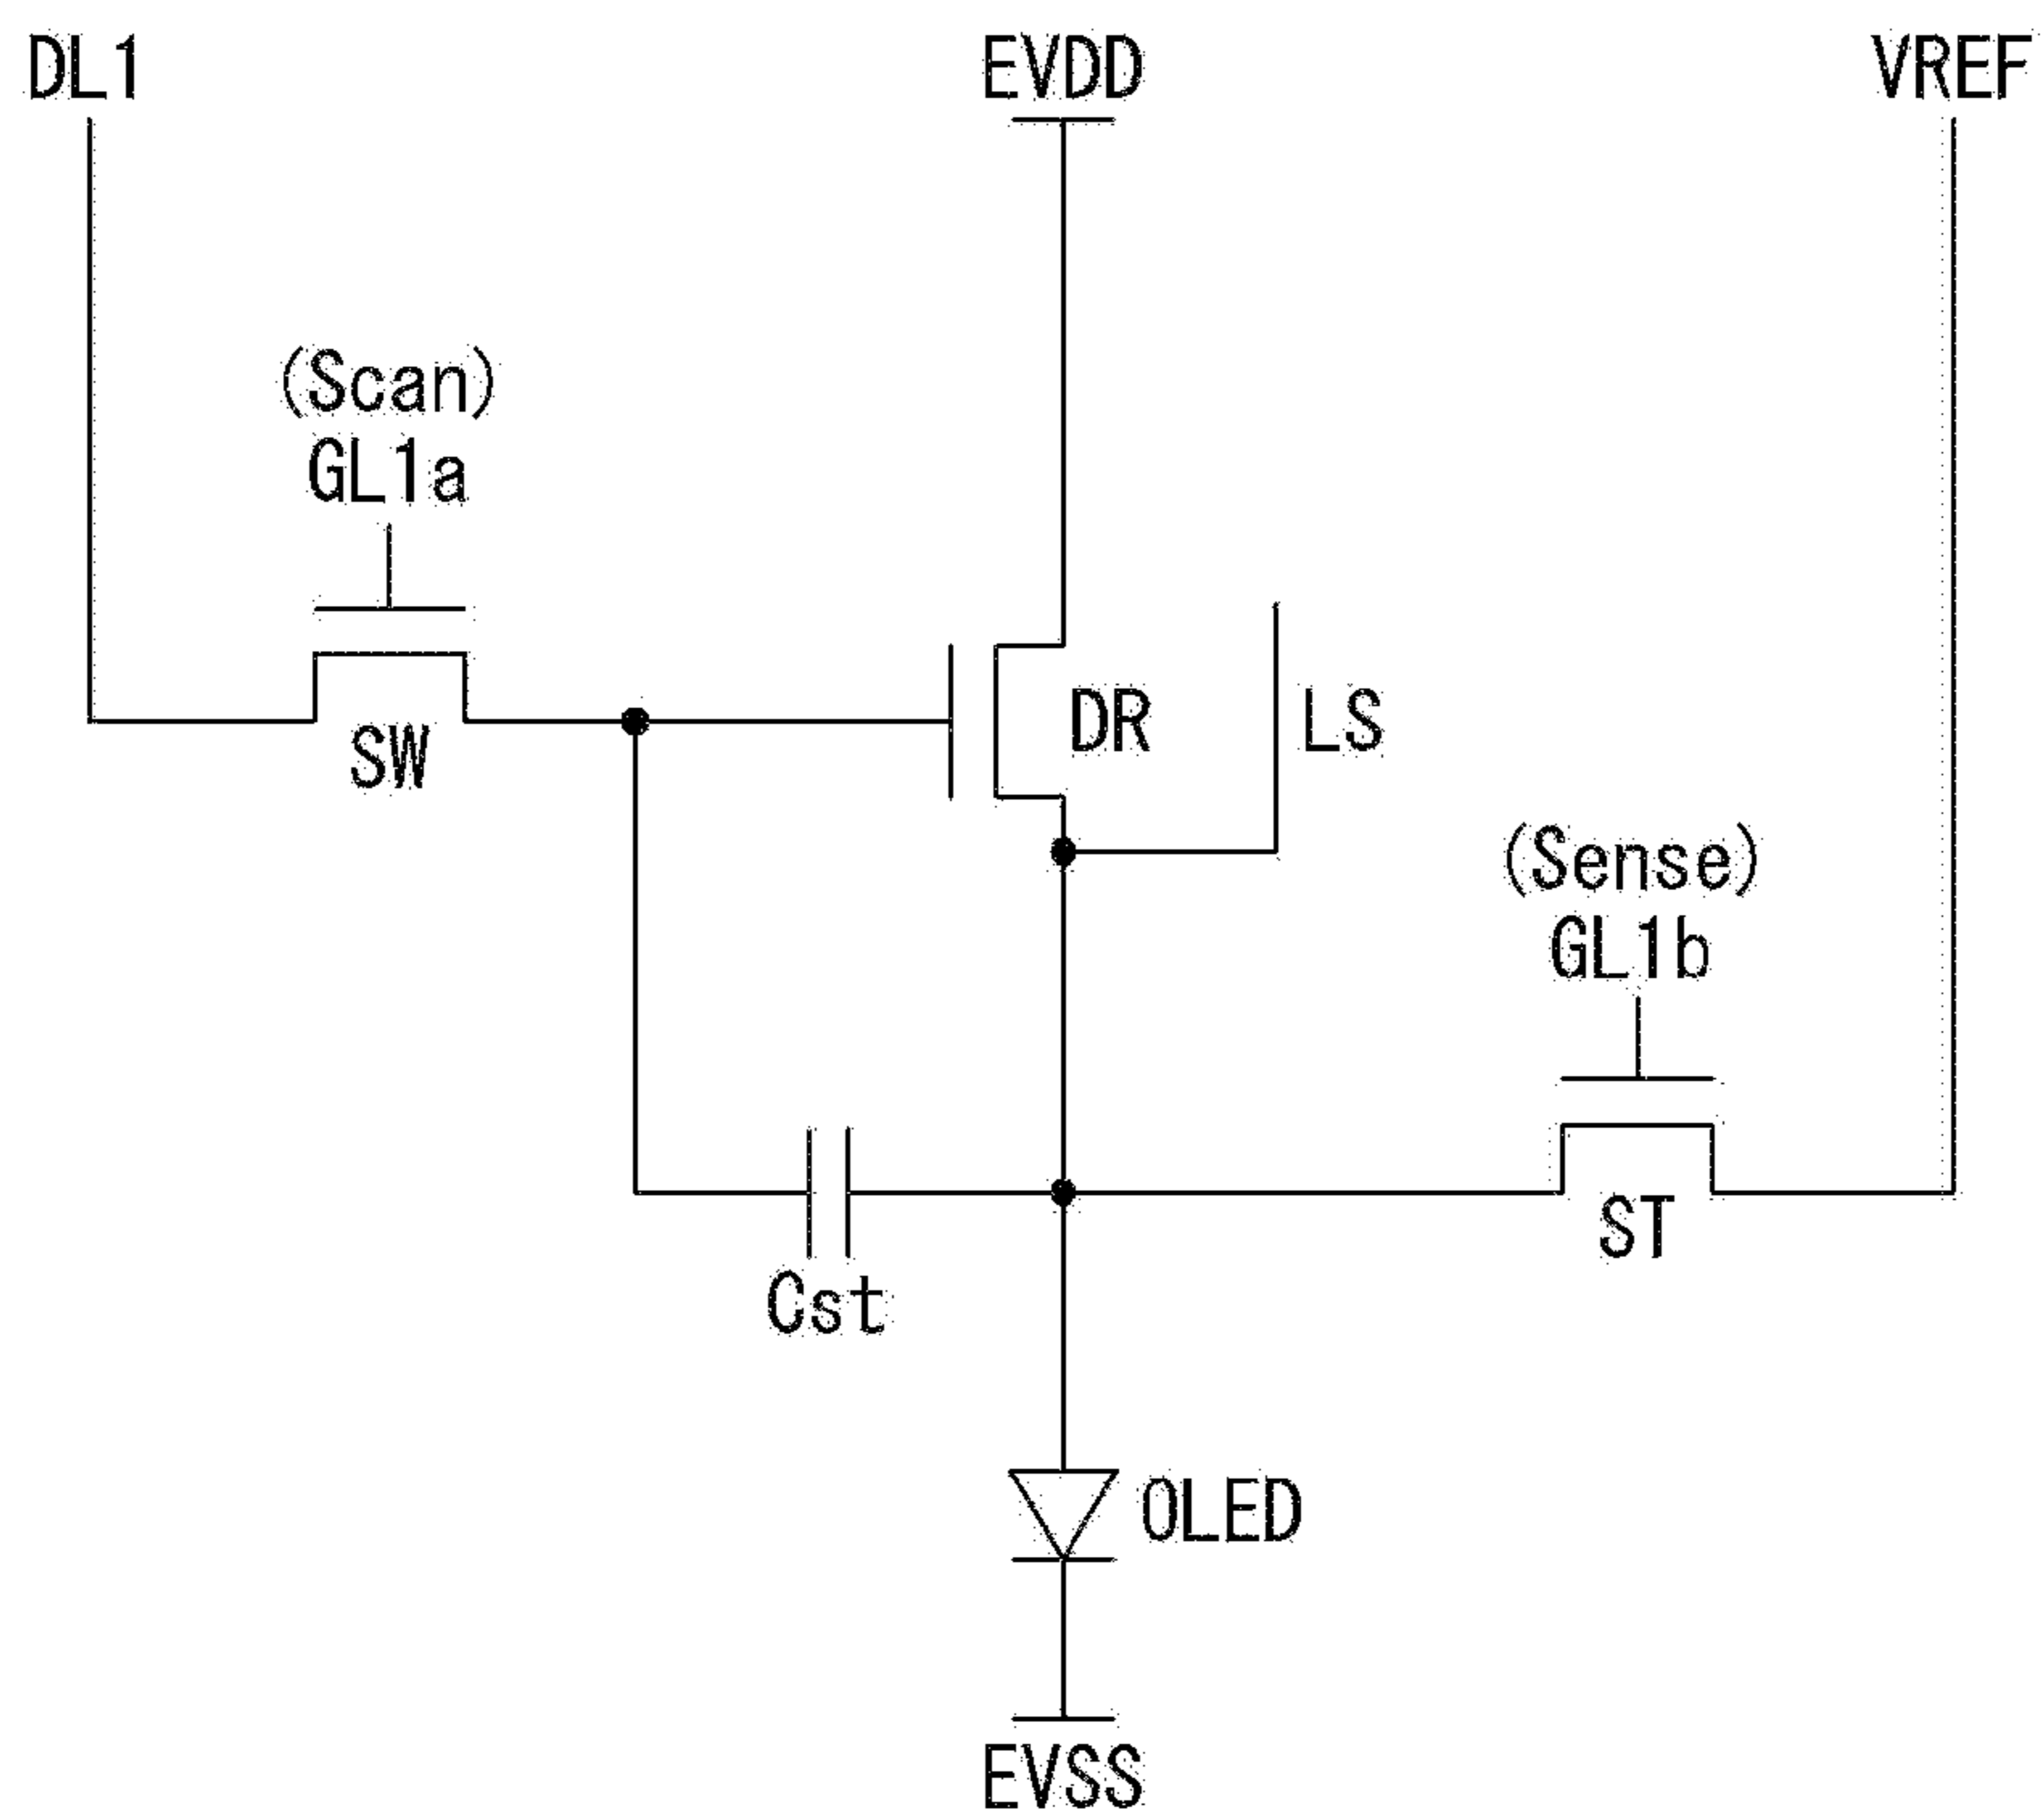 DL1
EVDD
VREF
(Scan)
GL1a
SW
DR
LS
(Sense)
GL1b
ST
Cst
OLED
EVSS